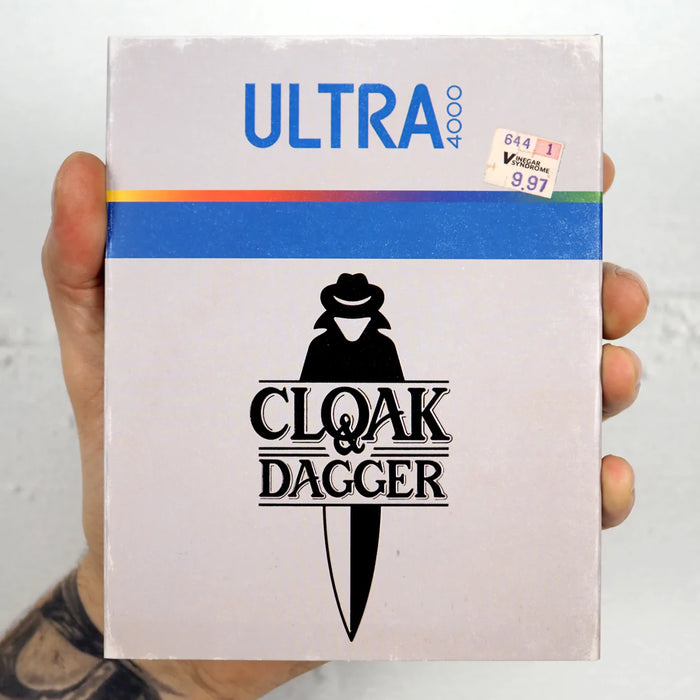 ULTRA
4000
644 1
VINEGAR
SYNDROME
9.97
CLOAK
&
DAGGER